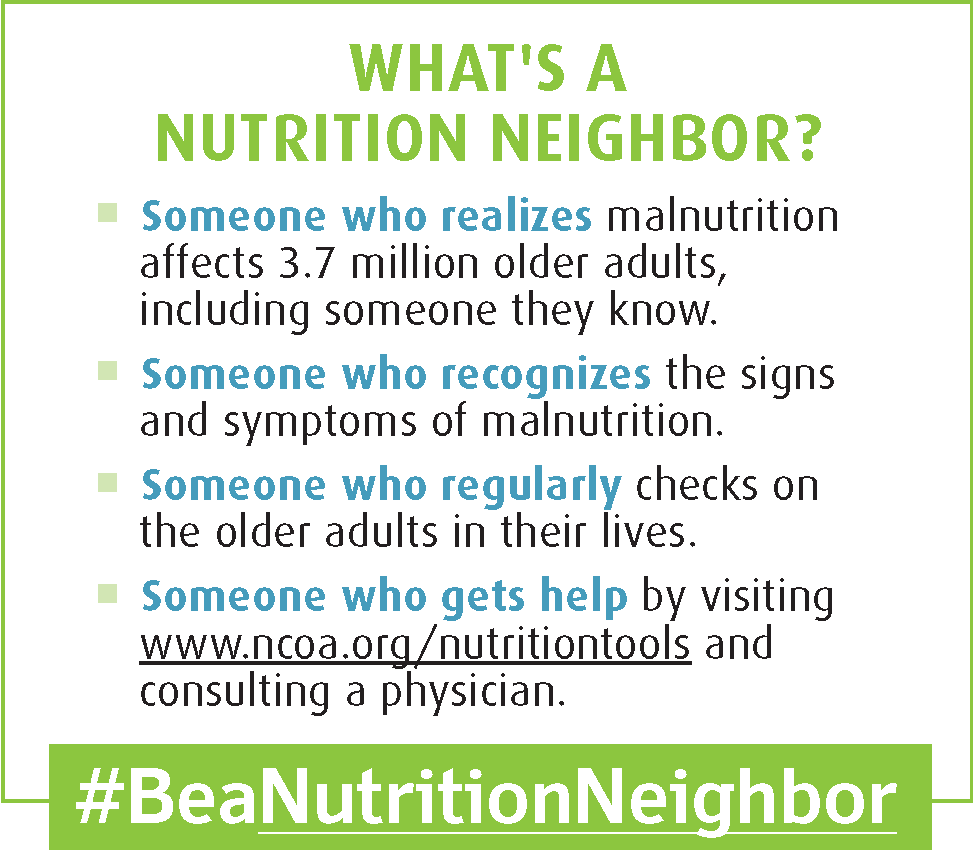 WHAT'S A
NUTRITION NEIGHBOR?
Someone who realizes malnutrition
affects 3.7 million older adults,
including someone they know.
Someone who recognizes the signs
and symptoms of malnutrition.
Someone who regularly checks on
the older adults in their lives.
Someone who gets help by visiting
www.ncoa.org/nutritiontools and
consulting a physician.
#BeaNutritionNeighbor